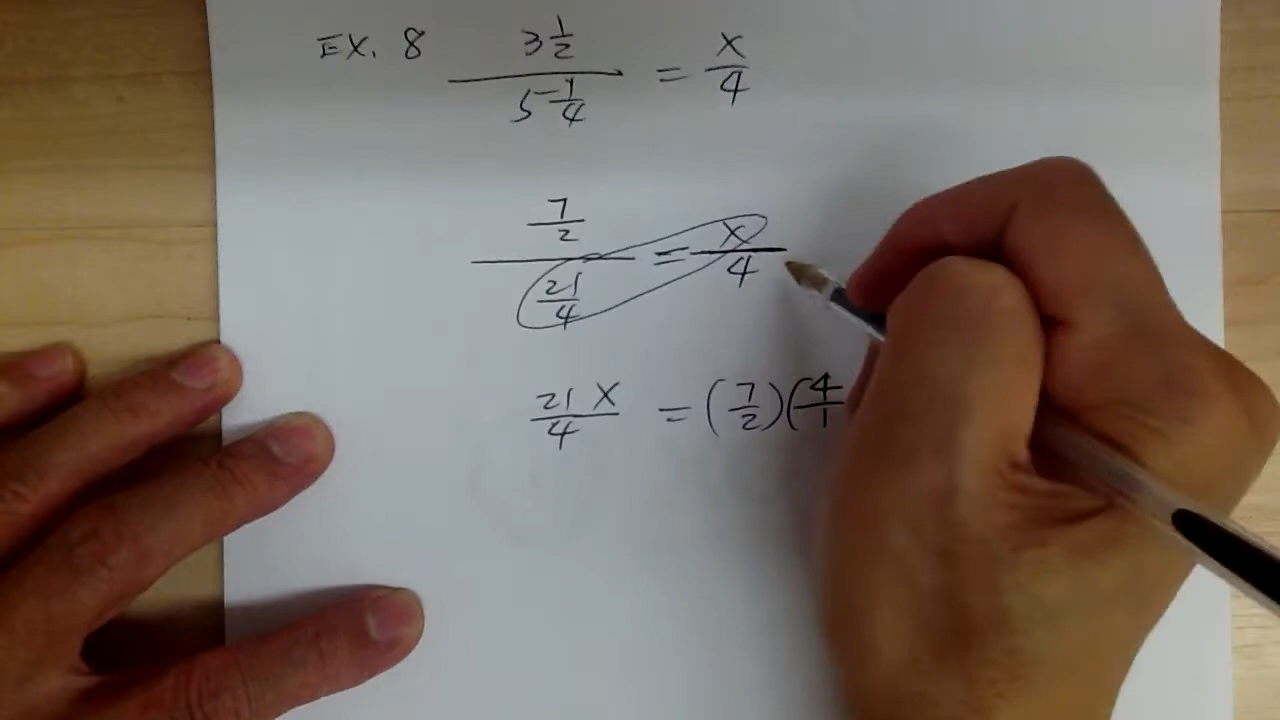 EX. 8 3 1/2 / 5 1/4 = x/4
7/2 / 21/4 = x/4
21x/4 = (7/2)(4/1